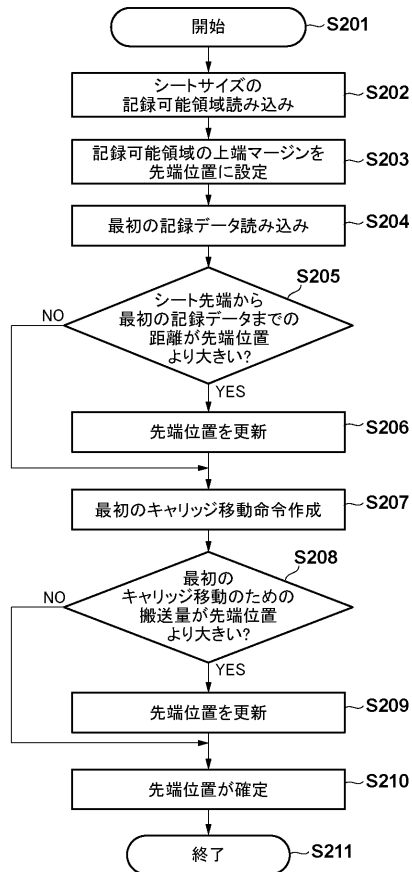 開始
S201
シートサイズの
記録可能領域読み込み
S202
記録可能領域の上端マージンを
先端位置に設定
S203
最初の記録データ読み込み
S204
S205
シート先端から
最初の記録データまでの
距離が先端位置
より大きい?
NO
YES
先端位置を更新
S206
最初のキャリッジ移動命令作成
S207
S208
最初の
キャリッジ移動のための
搬送量が先端位置
より大きい?
NO
YES
先端位置を更新
S209
先端位置が確定
S210
終了
S211